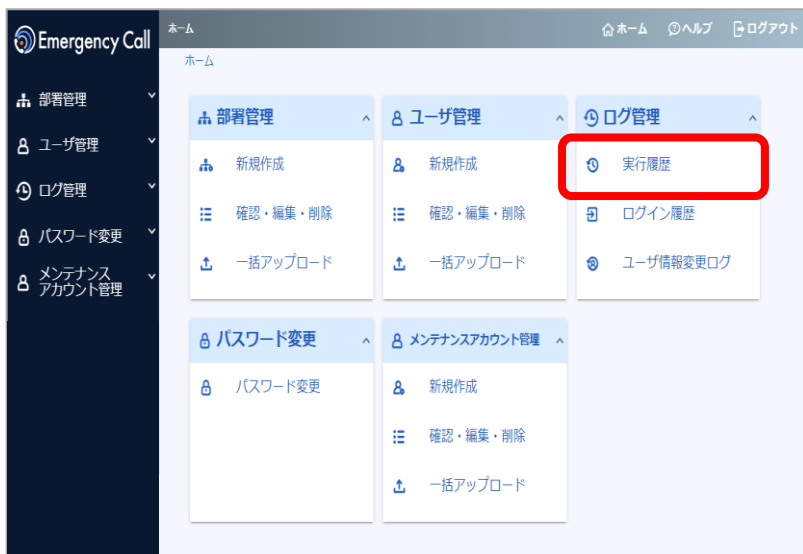 Emergency Call
ホーム
ホーム ヘルプ ログアウト
ホーム
部署管理
ユーザ管理
ログ管理
パスワード変更
メンテナンス
アカウント管理
部署管理
新規作成
確認・編集・削除
一括アップロード
ユーザ管理
新規作成
確認・編集・削除
一括アップロード
ログ管理
実行履歴
ログイン履歴
ユーザ情報変更ログ
パスワード変更
パスワード変更
メンテナンスアカウント管理
新規作成
確認・編集・削除
一括アップロード